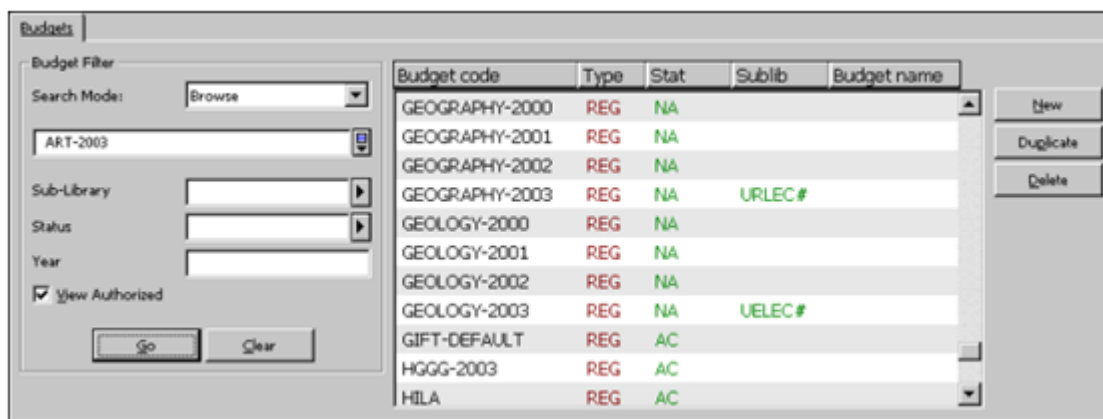 Budgets
Budget Filter
Search Mode: Browse
ART-2003
Sub-Library
Status
Year
View Authorized
Go Clear
Budget code Type Stat Sublib Budget name
GEOGRAPHY-2000 REG NA
GEOGRAPHY-2001 REG NA
GEOGRAPHY-2002 REG NA
GEOGRAPHY-2003 REG NA URLEC#
GEOLOGY-2000 REG NA
GEOLOGY-2001 REG NA
GEOLOGY-2002 REG NA
GEOLOGY-2003 REG NA UELEC#
GIFT-DEFAULT REG AC
HGGG-2003 REG AC
HILA REG AC
New
Duplicate
Delete